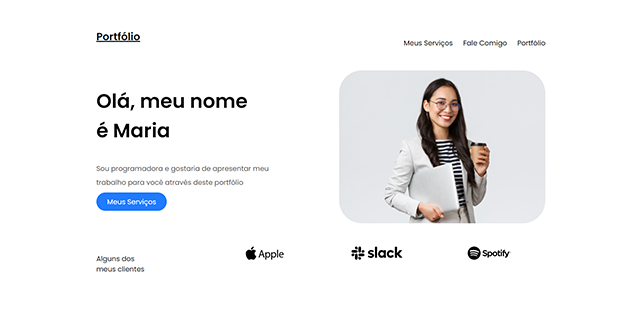 Portfólio
Meus Serviços Fale Comigo Portfólio
Olá, meu nome
é Maria
Sou programadora e gostaria de apresentar meu
trabalho para você através deste portfólio
Meus Serviços
Alguns dos
meus clientes
Apple
slack
Spotify